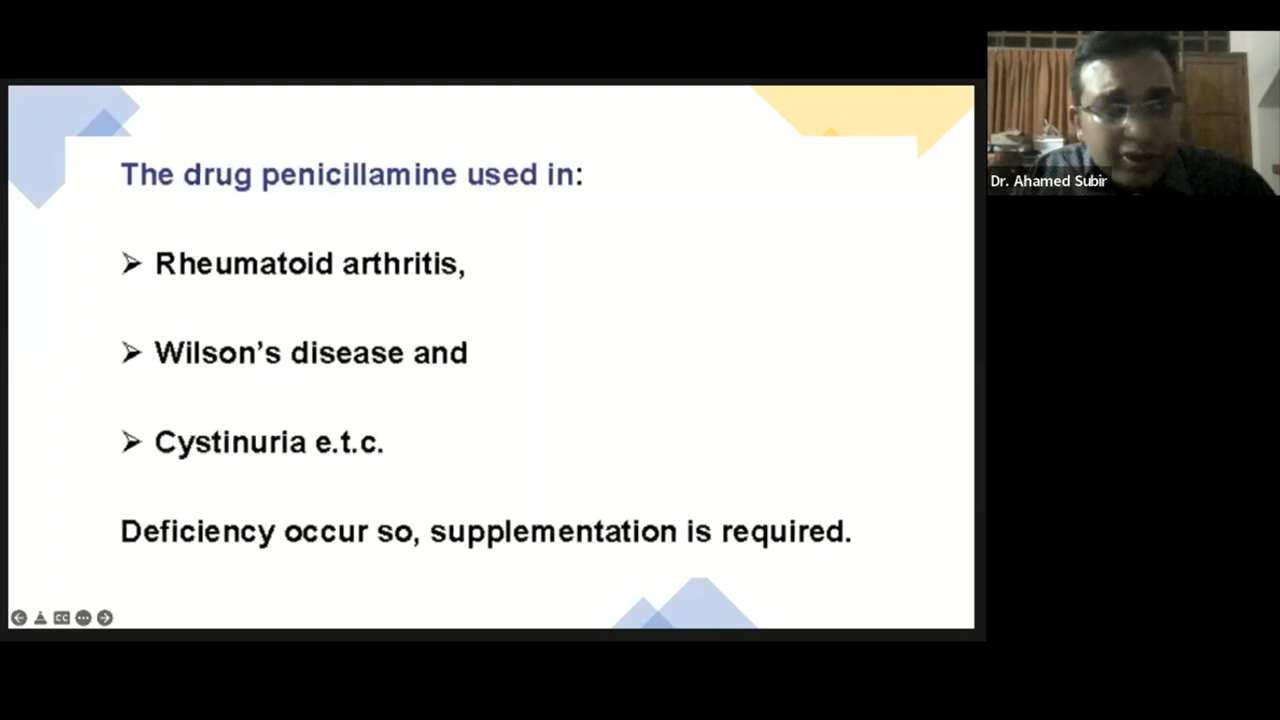 The drug penicillamine used in:
➢ Rheumatoid arthritis,
➢ Wilson’s disease and
➢ Cystinuria e.t.c.
Deficiency occur so, supplementation is required.
CC
Dr. Ahamed Subir